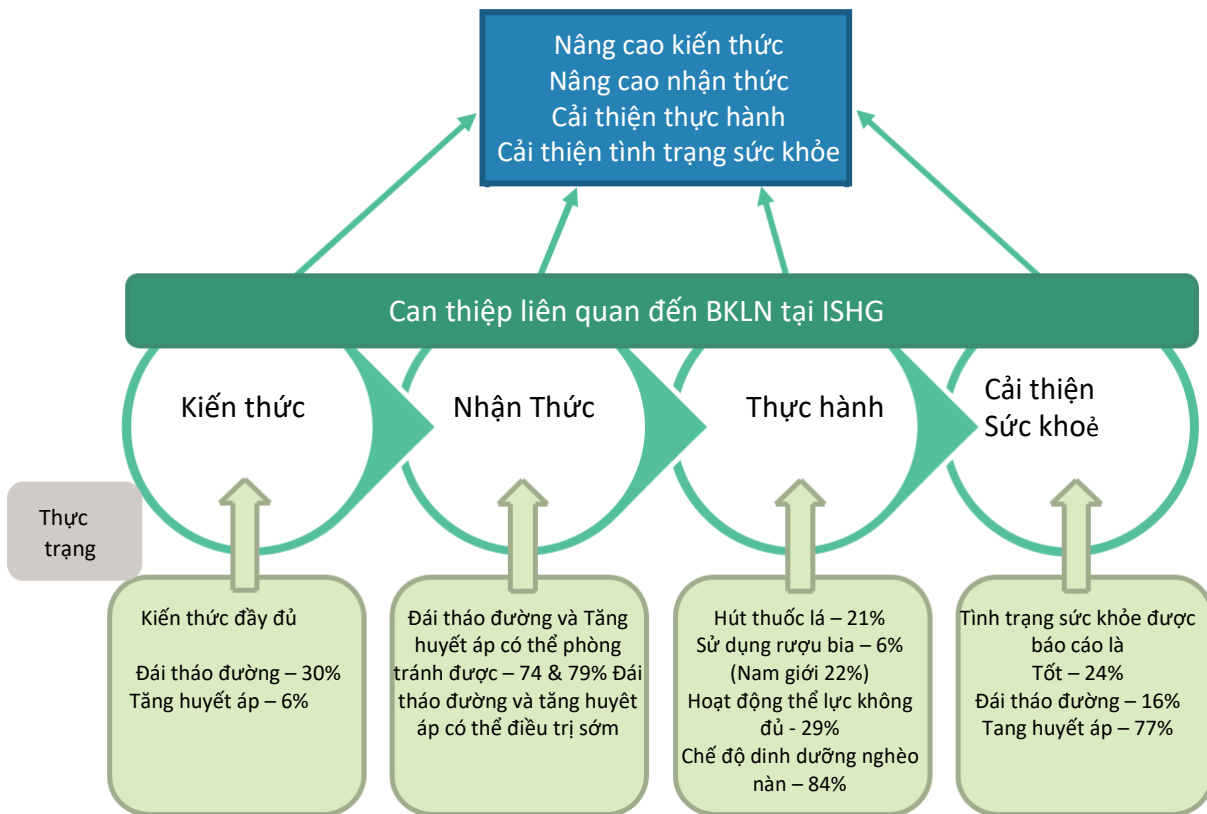 Nâng cao kiến thức
Nâng cao nhận thức
Cải thiện thực hành
Cải thiện tình trạng sức khỏe
Can thiệp liên quan đến BKLN tại ISHG
Kiến thức
Nhận Thức
Thực hành
Cải thiện
Sức khoẻ
Thực
trạng
Kiến thức đầy đủ
Đái tháo đường – 30%
Tăng huyết áp – 6%
Đái tháo đường và Tăng
huyết áp có thể phòng
tránh được – 74 & 79% Đái
tháo đường và tăng huyêt
áp có thể điều trị sớm
Hút thuốc lá – 21%
Sử dụng rượu bia – 6%
(Nam giới 22%)
Hoạt động thể lực không
đủ - 29%
Chế độ dinh dưỡng nghèo
nàn – 84%
Tình trạng sức khỏe được
báo cáo là
Tốt – 24%
Đái tháo đường – 16%
Tang huyết áp – 77%